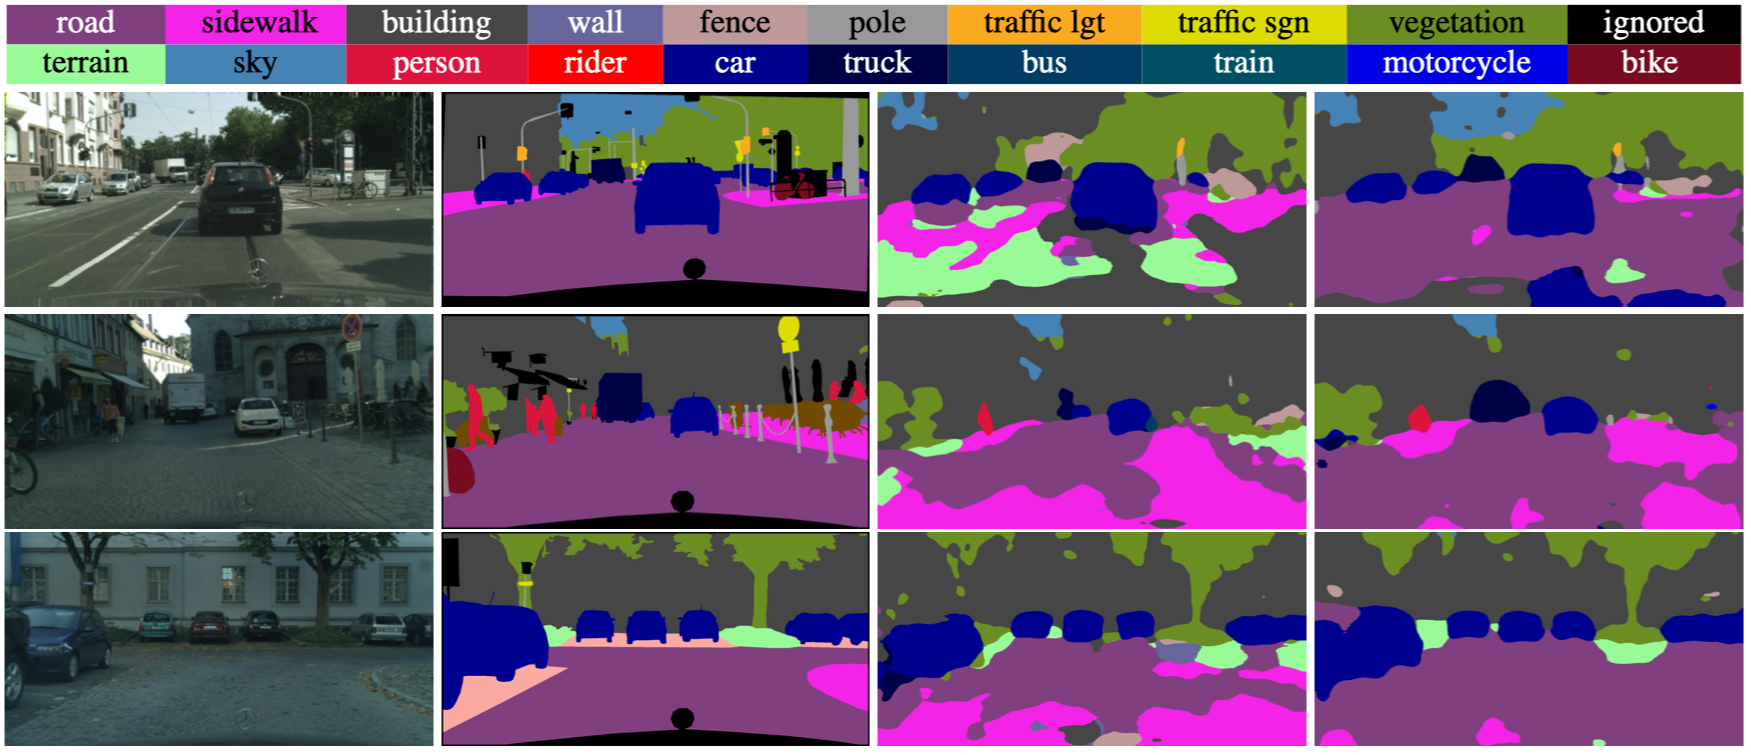 road sidewalk building wall fence pole traffic lgt traffic sgn vegetation ignored
terrain sky person rider car truck bus train motorcycle bike